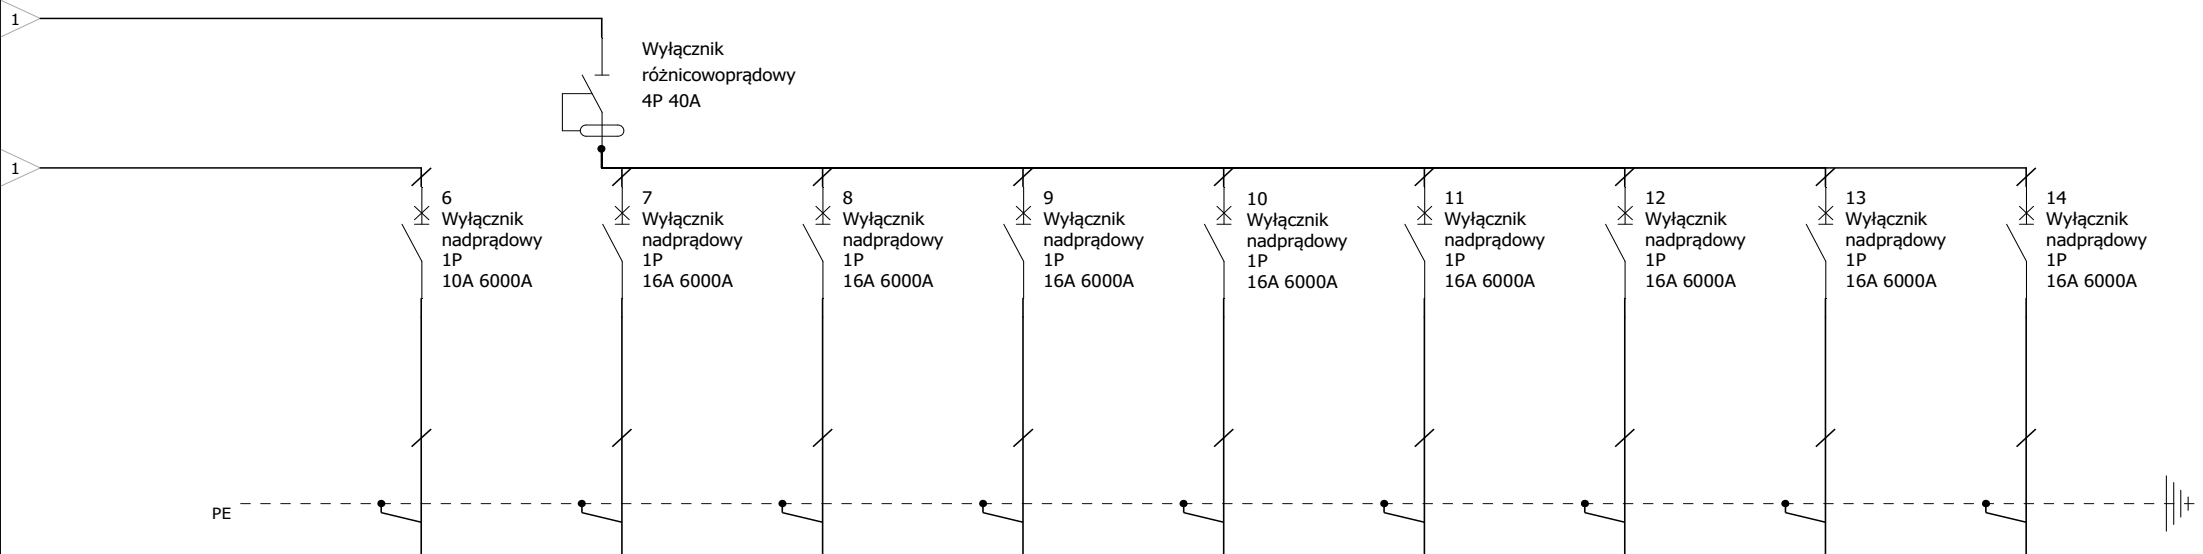 1
Wyłącznik
różnicowoprądowy
4P 40A
1
6
Wyłącznik
nadprądowy
1P
10A 6000A
7
Wyłącznik
nadprądowy
1P
16A 6000A
8
Wyłącznik
nadprądowy
1P
16A 6000A
9
Wyłącznik
nadprądowy
1P
16A 6000A
10
Wyłącznik
nadprądowy
1P
16A 6000A
11
Wyłącznik
nadprądowy
1P
16A 6000A
12
Wyłącznik
nadprądowy
1P
16A 6000A
13
Wyłącznik
nadprądowy
1P
16A 6000A
14
Wyłącznik
nadprądowy
1P
16A 6000A
PE